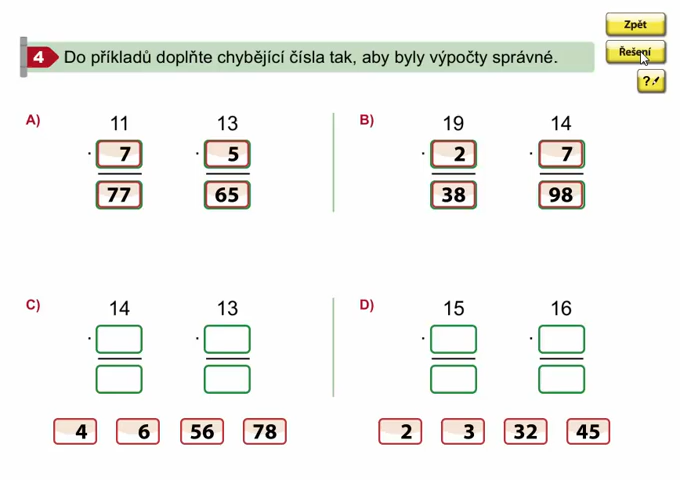 Zpět
Řešení
?
4 Do příkladů doplňte chybějící čísla tak, aby byly výpočty správné.
A) 11 13 B) 19 14
· 7 · 5 · 2 · 7
77 65 38 98
C) 14 13 D) 15 16
· · · ·
4 6 56 78 2 3 32 45